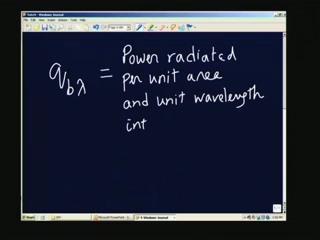 q_bλ = Power radiated
per unit area
and unit wavelength
int